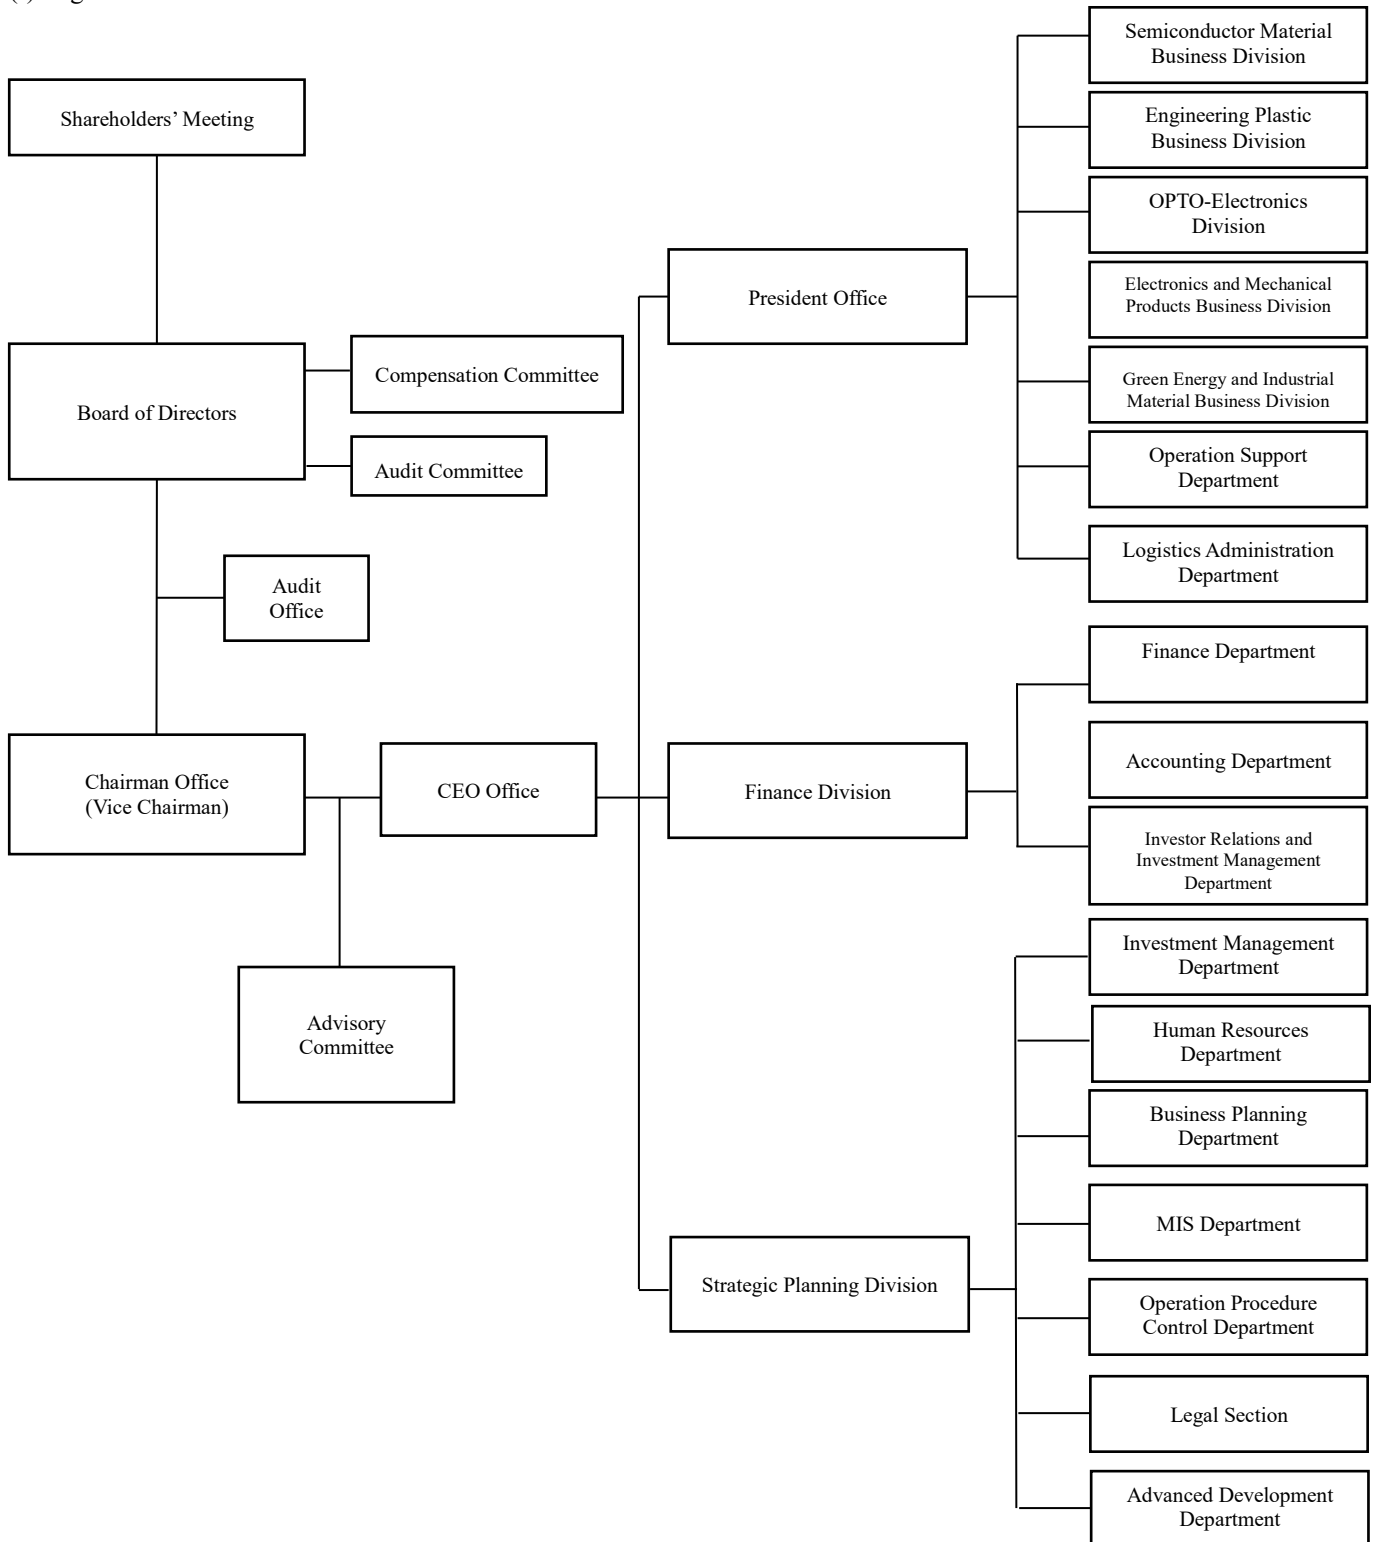 Shareholders’ Meeting
Board of Directors
Compensation Committee
Audit Committee
Audit
Office
Chairman Office
(Vice Chairman)
CEO Office
Advisory
Committee
President Office
Finance Division
Strategic Planning Division
Semiconductor Material
Business Division
Engineering Plastic
Business Division
OPTO-Electronics
Division
Electronics and Mechanical
Products Business Division
Green Energy and Industrial
Material Business Division
Operation Support
Department
Logistics Administration
Department
Finance Department
Accounting Department
Investor Relations and
Investment Management
Department
Investment Management
Department
Human Resources
Department
Business Planning
Department
MIS Department
Operation Procedure
Control Department
Legal Section
Advanced Development
Department